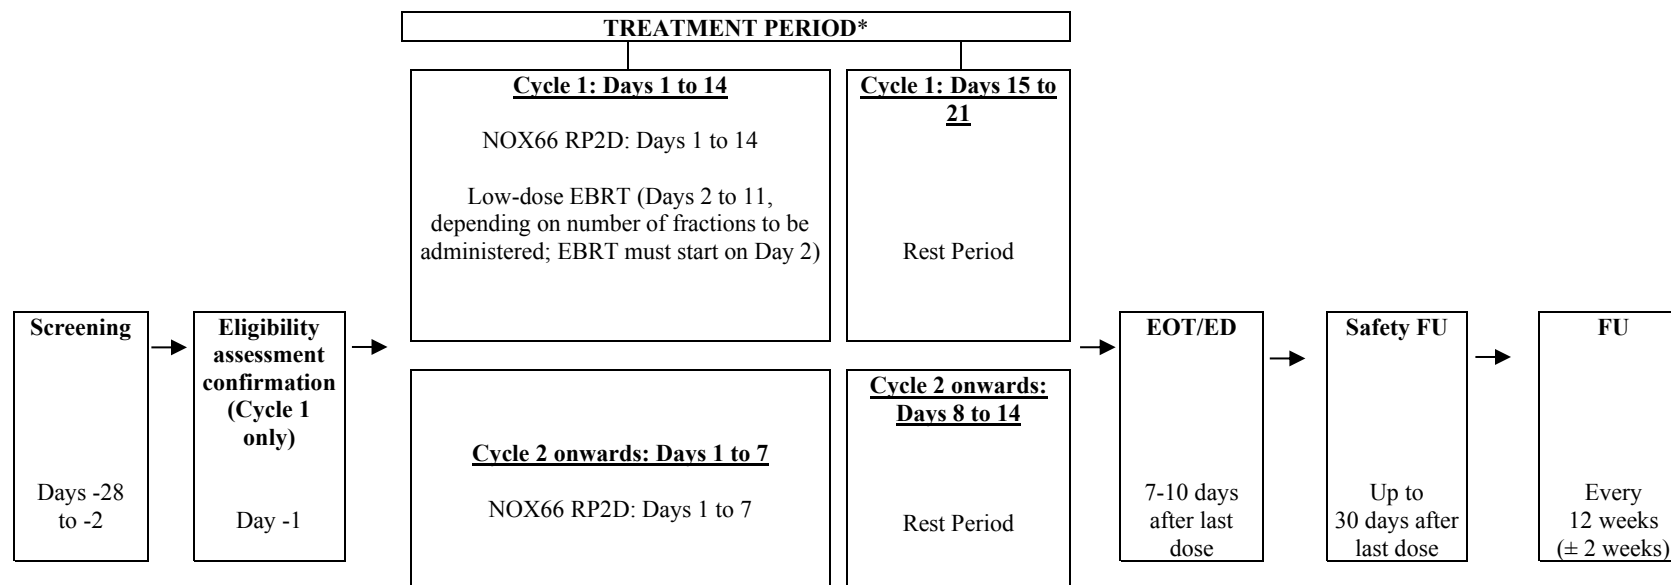 TREATMENT PERIOD*
Cycle 1: Days 1 to 14
NOX66 RP2D: Days 1 to 14
Low-dose EBRT (Days 2 to 11,
depending on number of fractions to be
administered; EBRT must start on Day 2)
Cycle 1: Days 15 to
21
Rest Period
Screening
Days -28
to -2
Eligibility
assessment
confirmation
(Cycle 1
only)
Day -1
Cycle 2 onwards: Days 1 to 7
NOX66 RP2D: Days 1 to 7
Cycle 2 onwards:
Days 8 to 14
Rest Period
EOT/ED
7-10 days
after last
dose
Safety FU
Up to
30 days after
last dose
FU
Every
12 weeks
(± 2 weeks)